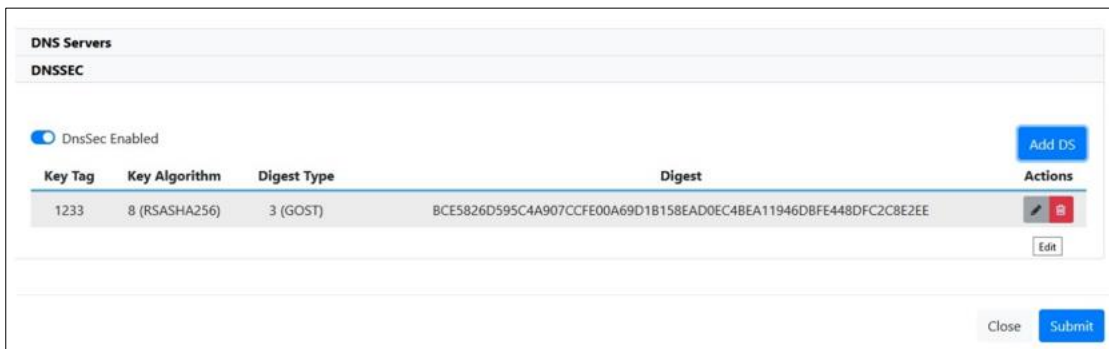 DNS Servers
DNSSEC
DnsSec Enabled
Add DS
Key Tag Key Algorithm Digest Type Digest Actions
1233 8 (RSASHA256) 3 (GOST) BCE5826D595C4A907CCFE00A69D1B158EAD0EC4BEA11946DBFE448DFC2C8E2EE
Edit
Close Submit